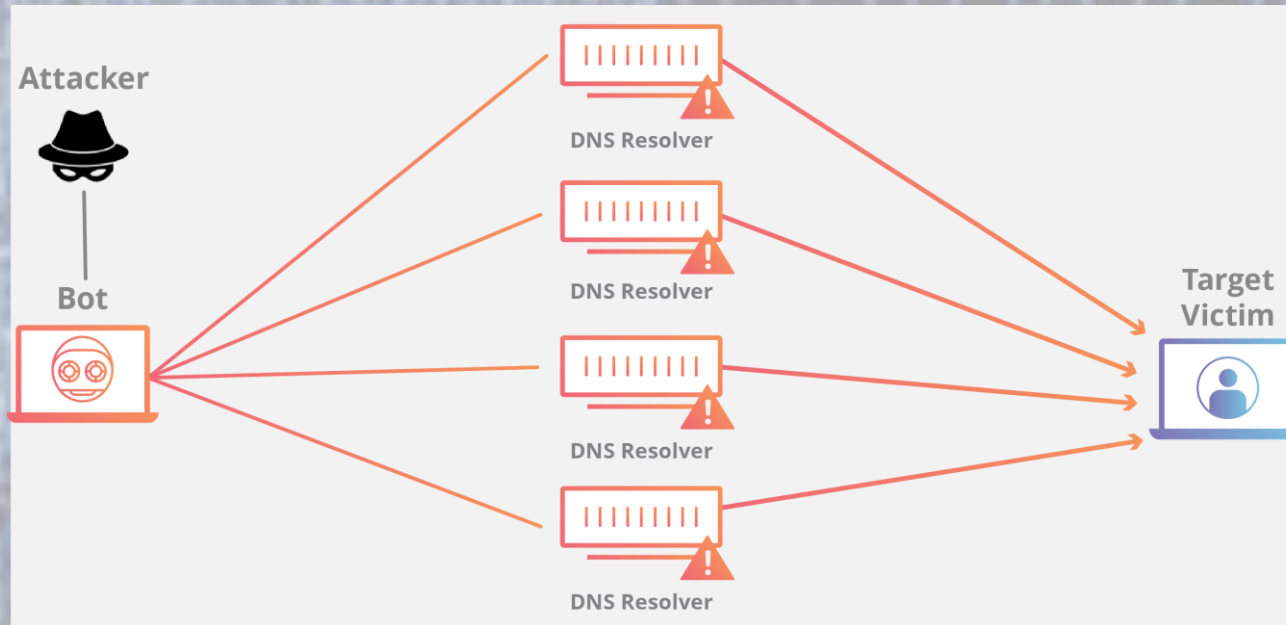 Attacker
Bot
DNS Resolver
DNS Resolver
DNS Resolver
DNS Resolver
Target
Victim